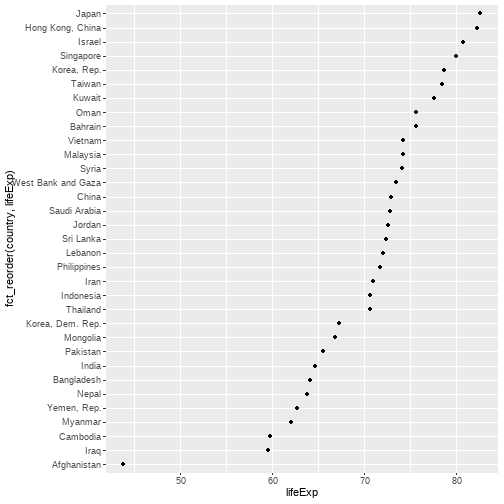 Japan
Hong Kong, China
Israel
Singapore
Korea, Rep.
Taiwan
Kuwait
Oman
Bahrain
Vietnam
Malaysia
Syria
West Bank and Gaza
China
Saudi Arabia
Jordan
Sri Lanka
Lebanon
Philippines
Iran
Indonesia
Thailand
Korea, Dem. Rep.
Mongolia
Pakistan
India
Bangladesh
Nepal
Yemen, Rep.
Myanmar
Cambodia
Iraq
Afghanistan
fct_reorder(country, lifeExp)
50 60 70 80
lifeExp